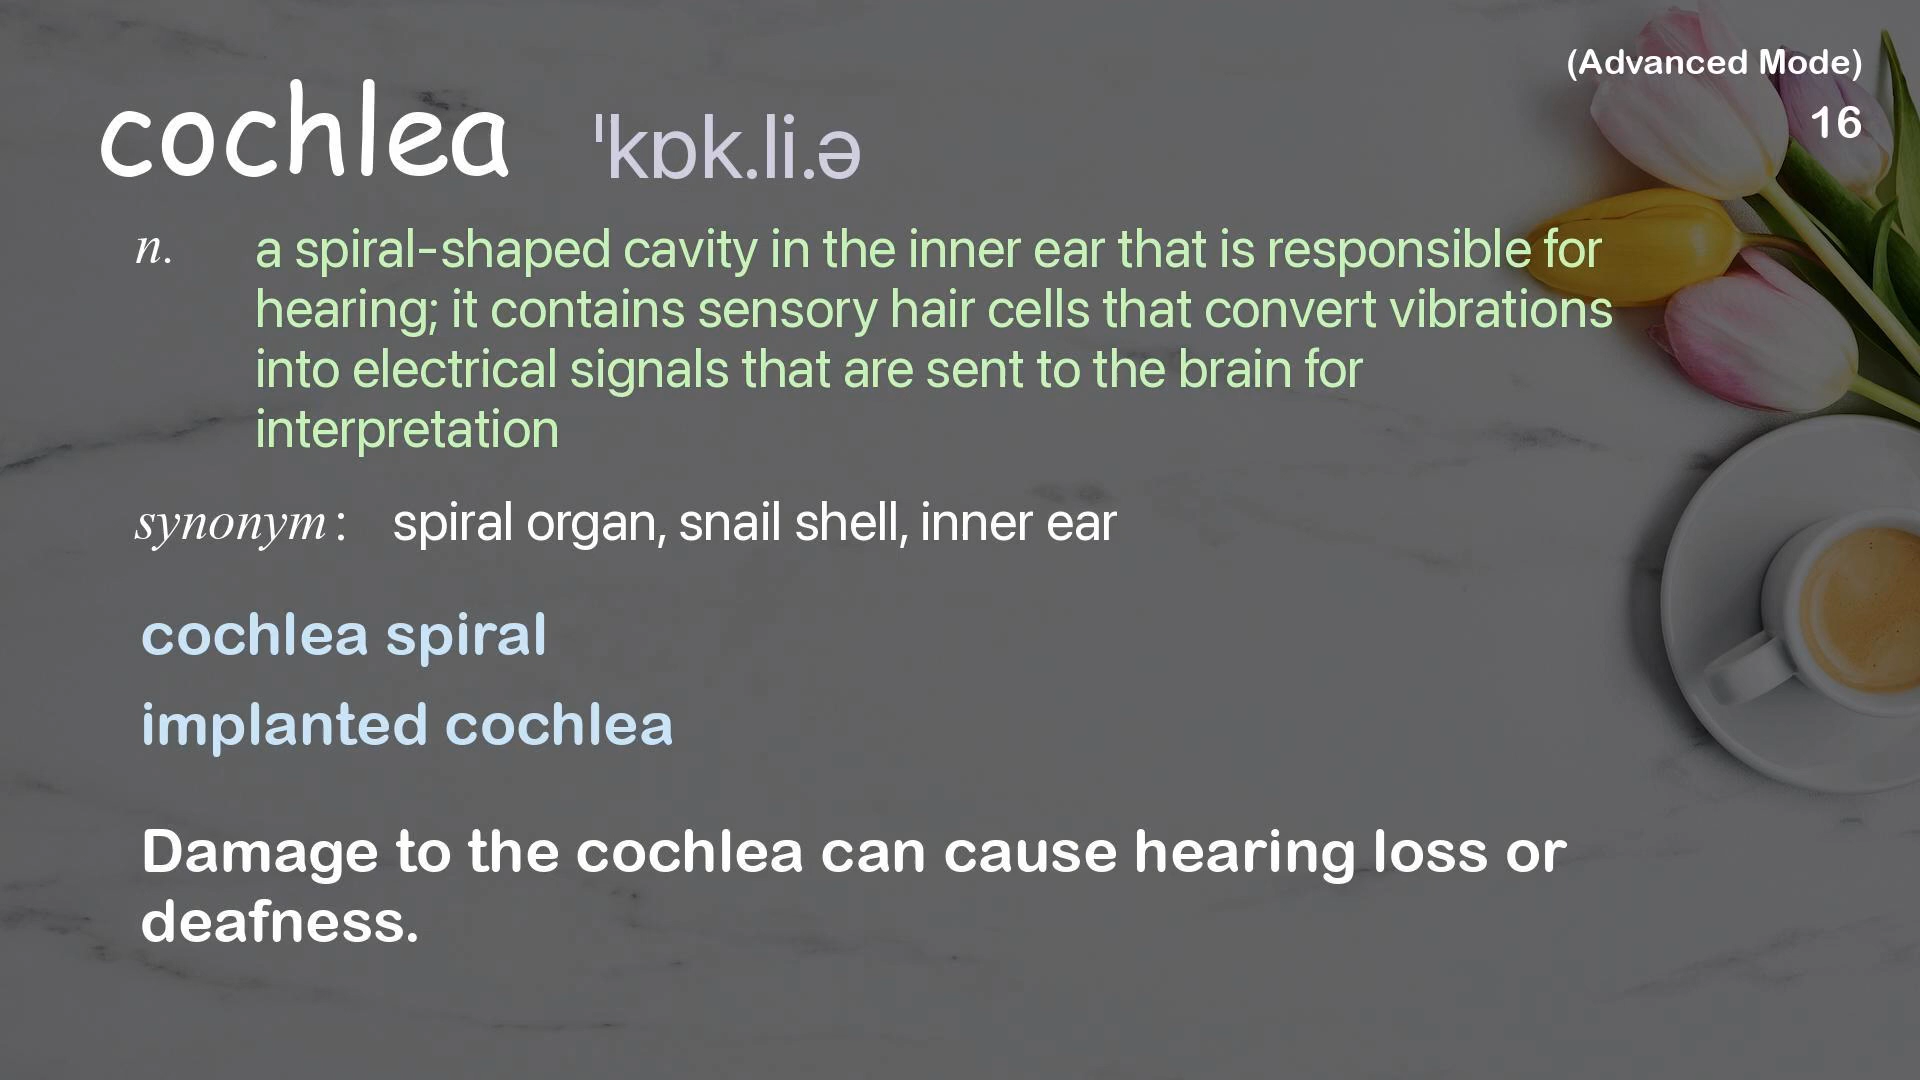 (Advanced Mode)
16
cochlea ˈkɒk.li.ə
n. a spiral-shaped cavity in the inner ear that is responsible for
hearing; it contains sensory hair cells that convert vibrations
into electrical signals that are sent to the brain for
interpretation
synonym: spiral organ, snail shell, inner ear
cochlea spiral
implanted cochlea
Damage to the cochlea can cause hearing loss or
deafness.